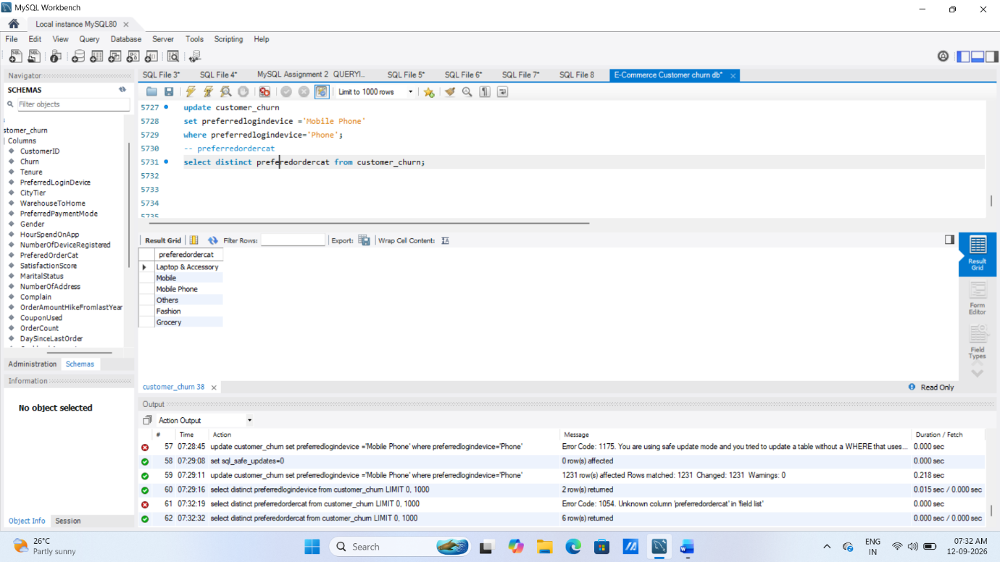 MySQL Workbench
Local instance MySQL80
File Edit View Query Database Server Tools Scripting Help
Navigator
SCHEMAS
Filter objects
stomer_churn
Columns
CustomerID
Churn
Tenure
PreferredLoginDevice
CityTier
WarehouseToHome
PreferredPaymentMode
Gender
HourSpendOnApp
NumberOfDeviceRegistered
PreferedOrderCat
SatisfactionScore
MaritalStatus
NumberOfAddress
Complain
OrderAmountHikeFromlastYear
CouponUsed
OrderCount
DaySinceLastOrder
Administration Schemas
Information
No object selected
Object Info Session
SQL File 3* SQL File 4* MySQL Assignment 2 QUERYI... SQL File 5* SQL File 6* SQL File 7* SQL File 8 E-Commerce Customer churn db*
Limit to 1000 rows
5727 update customer_churn
5728 set preferredlogindevice ='Mobile Phone'
5729 where preferredlogindevice='Phone';
5730 -- preferredordercat
5731 select distinct preferedordercat from customer_churn;
5732
5733
5734
5735
Result Grid Filter Rows: Export: Wrap Cell Content:
preferedordercat
Laptop & Accessory
Mobile
Mobile Phone
Others
Fashion
Grocery
Result Grid
Form Editor
Field Types
customer_churn 38
Read Only
Output
Action Output
# Time Action Message Duration / Fetch
57 07:28:45 update customer_churn set preferredlogindevice ='Mobile Phone' where preferredlogindevice='Phone' Error Code: 1175. You are using safe update mode and you tried to update a table without a WHERE that uses... 0.000 sec
58 07:29:08 set sql_safe_updates=0 0 row(s) affected 0.000 sec
59 07:29:11 update customer_churn set preferredlogindevice ='Mobile Phone' where preferredlogindevice='Phone' 1231 row(s) affected Rows matched: 1231 Changed: 1231 Warnings: 0 0.218 sec
60 07:29:16 select distinct preferredlogindevice from customer_churn LIMIT 0, 1000 2 row(s) returned 0.015 sec / 0.000 sec
61 07:32:19 select distinct preferredordercat from customer_churn LIMIT 0, 1000 Error Code: 1054. Unknown column 'preferredordercat' in 'field list' 0.000 sec
62 07:32:32 select distinct preferedordercat from customer_churn LIMIT 0, 1000 6 row(s) returned 0.000 sec / 0.000 sec
26°C
Partly sunny
Search
ENG
IN
07:32 AM
12-09-2026